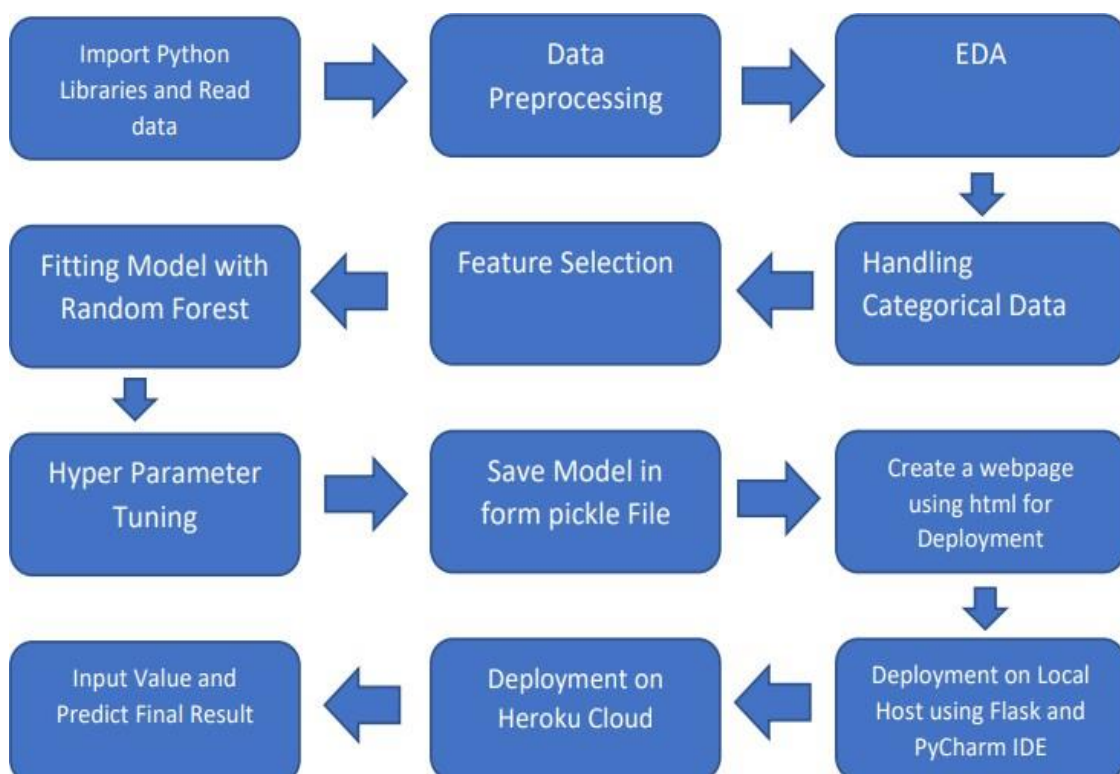 Import Python
Libraries and Read
data
Data
Preprocessing
EDA
Handling
Categorical Data
Feature Selection
Fitting Model with
Random Forest
Hyper Parameter
Tuning
Save Model in
form pickle File
Create a webpage
using html for
Deployment
Deployment on Local
Host using Flask and
PyCharm IDE
Deployment on
Heroku Cloud
Input Value and
Predict Final Result